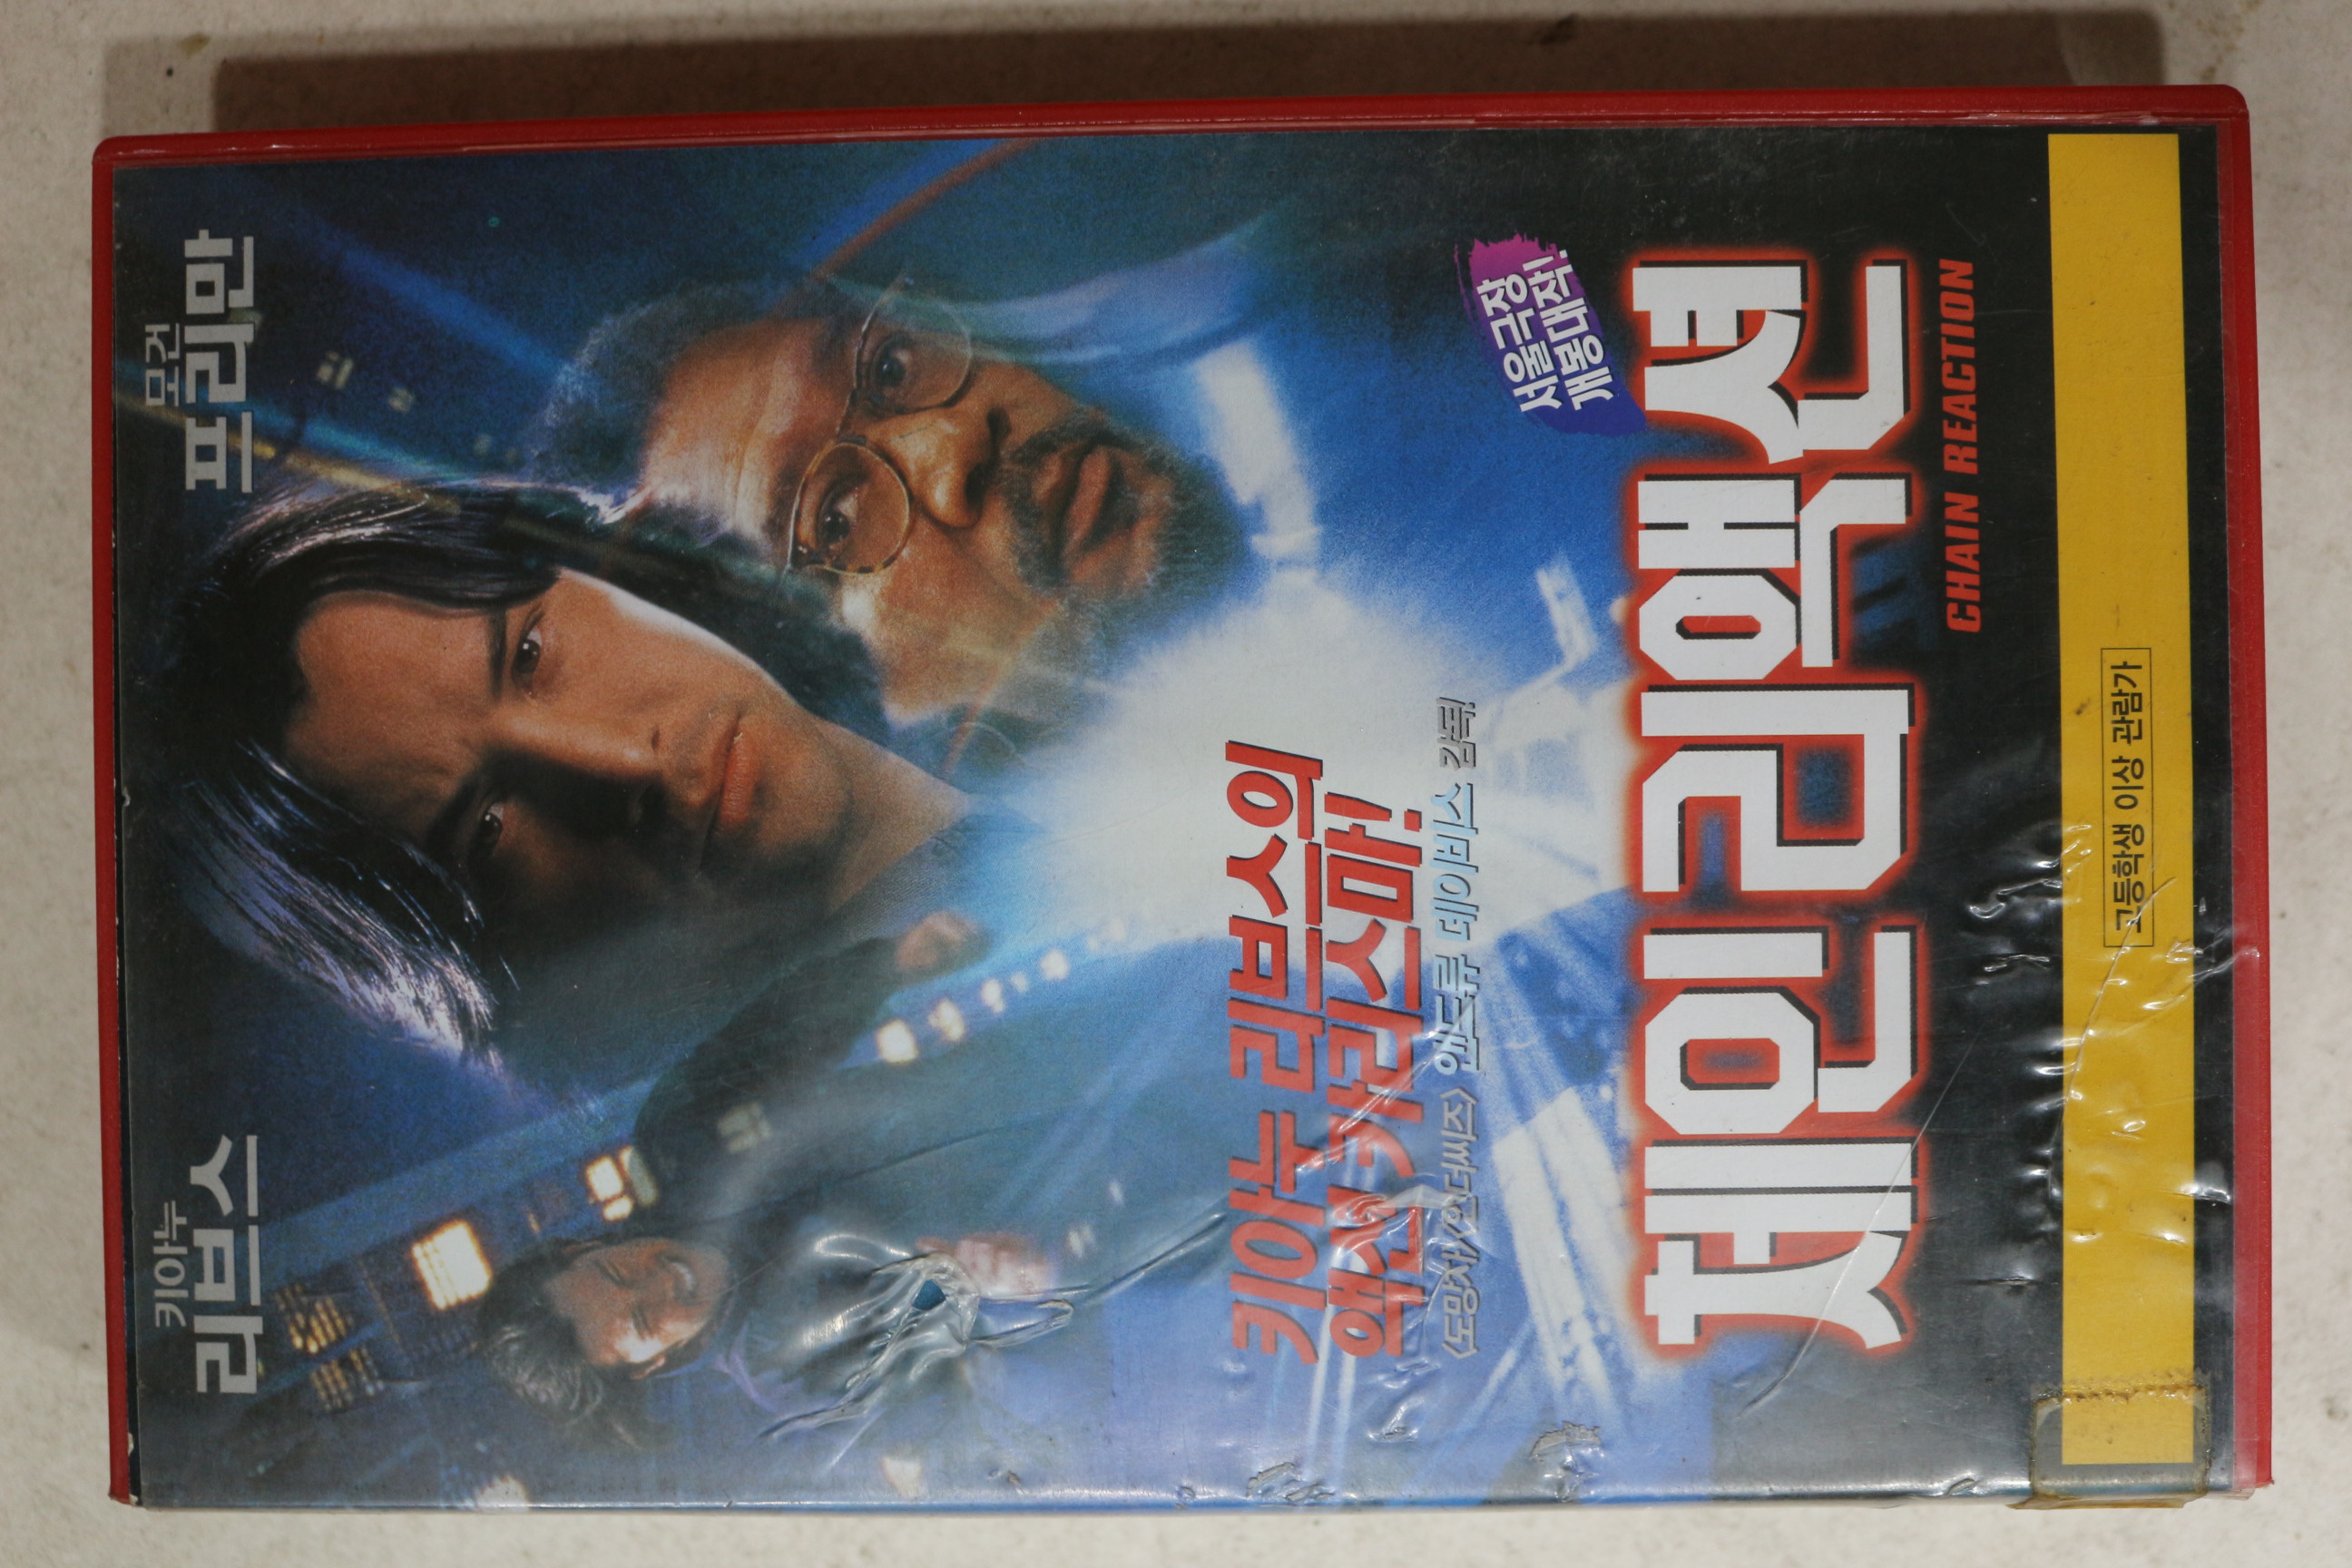 키아누
리브스
모건
프리만
키아누 리브스의
액션 카리스마!
<도망자><언더씨즈> 앤드류 데이비스 감독!
서울극장
개봉대작!
체인리액션
CHAIN REACTION
고등학생 이상 관람가